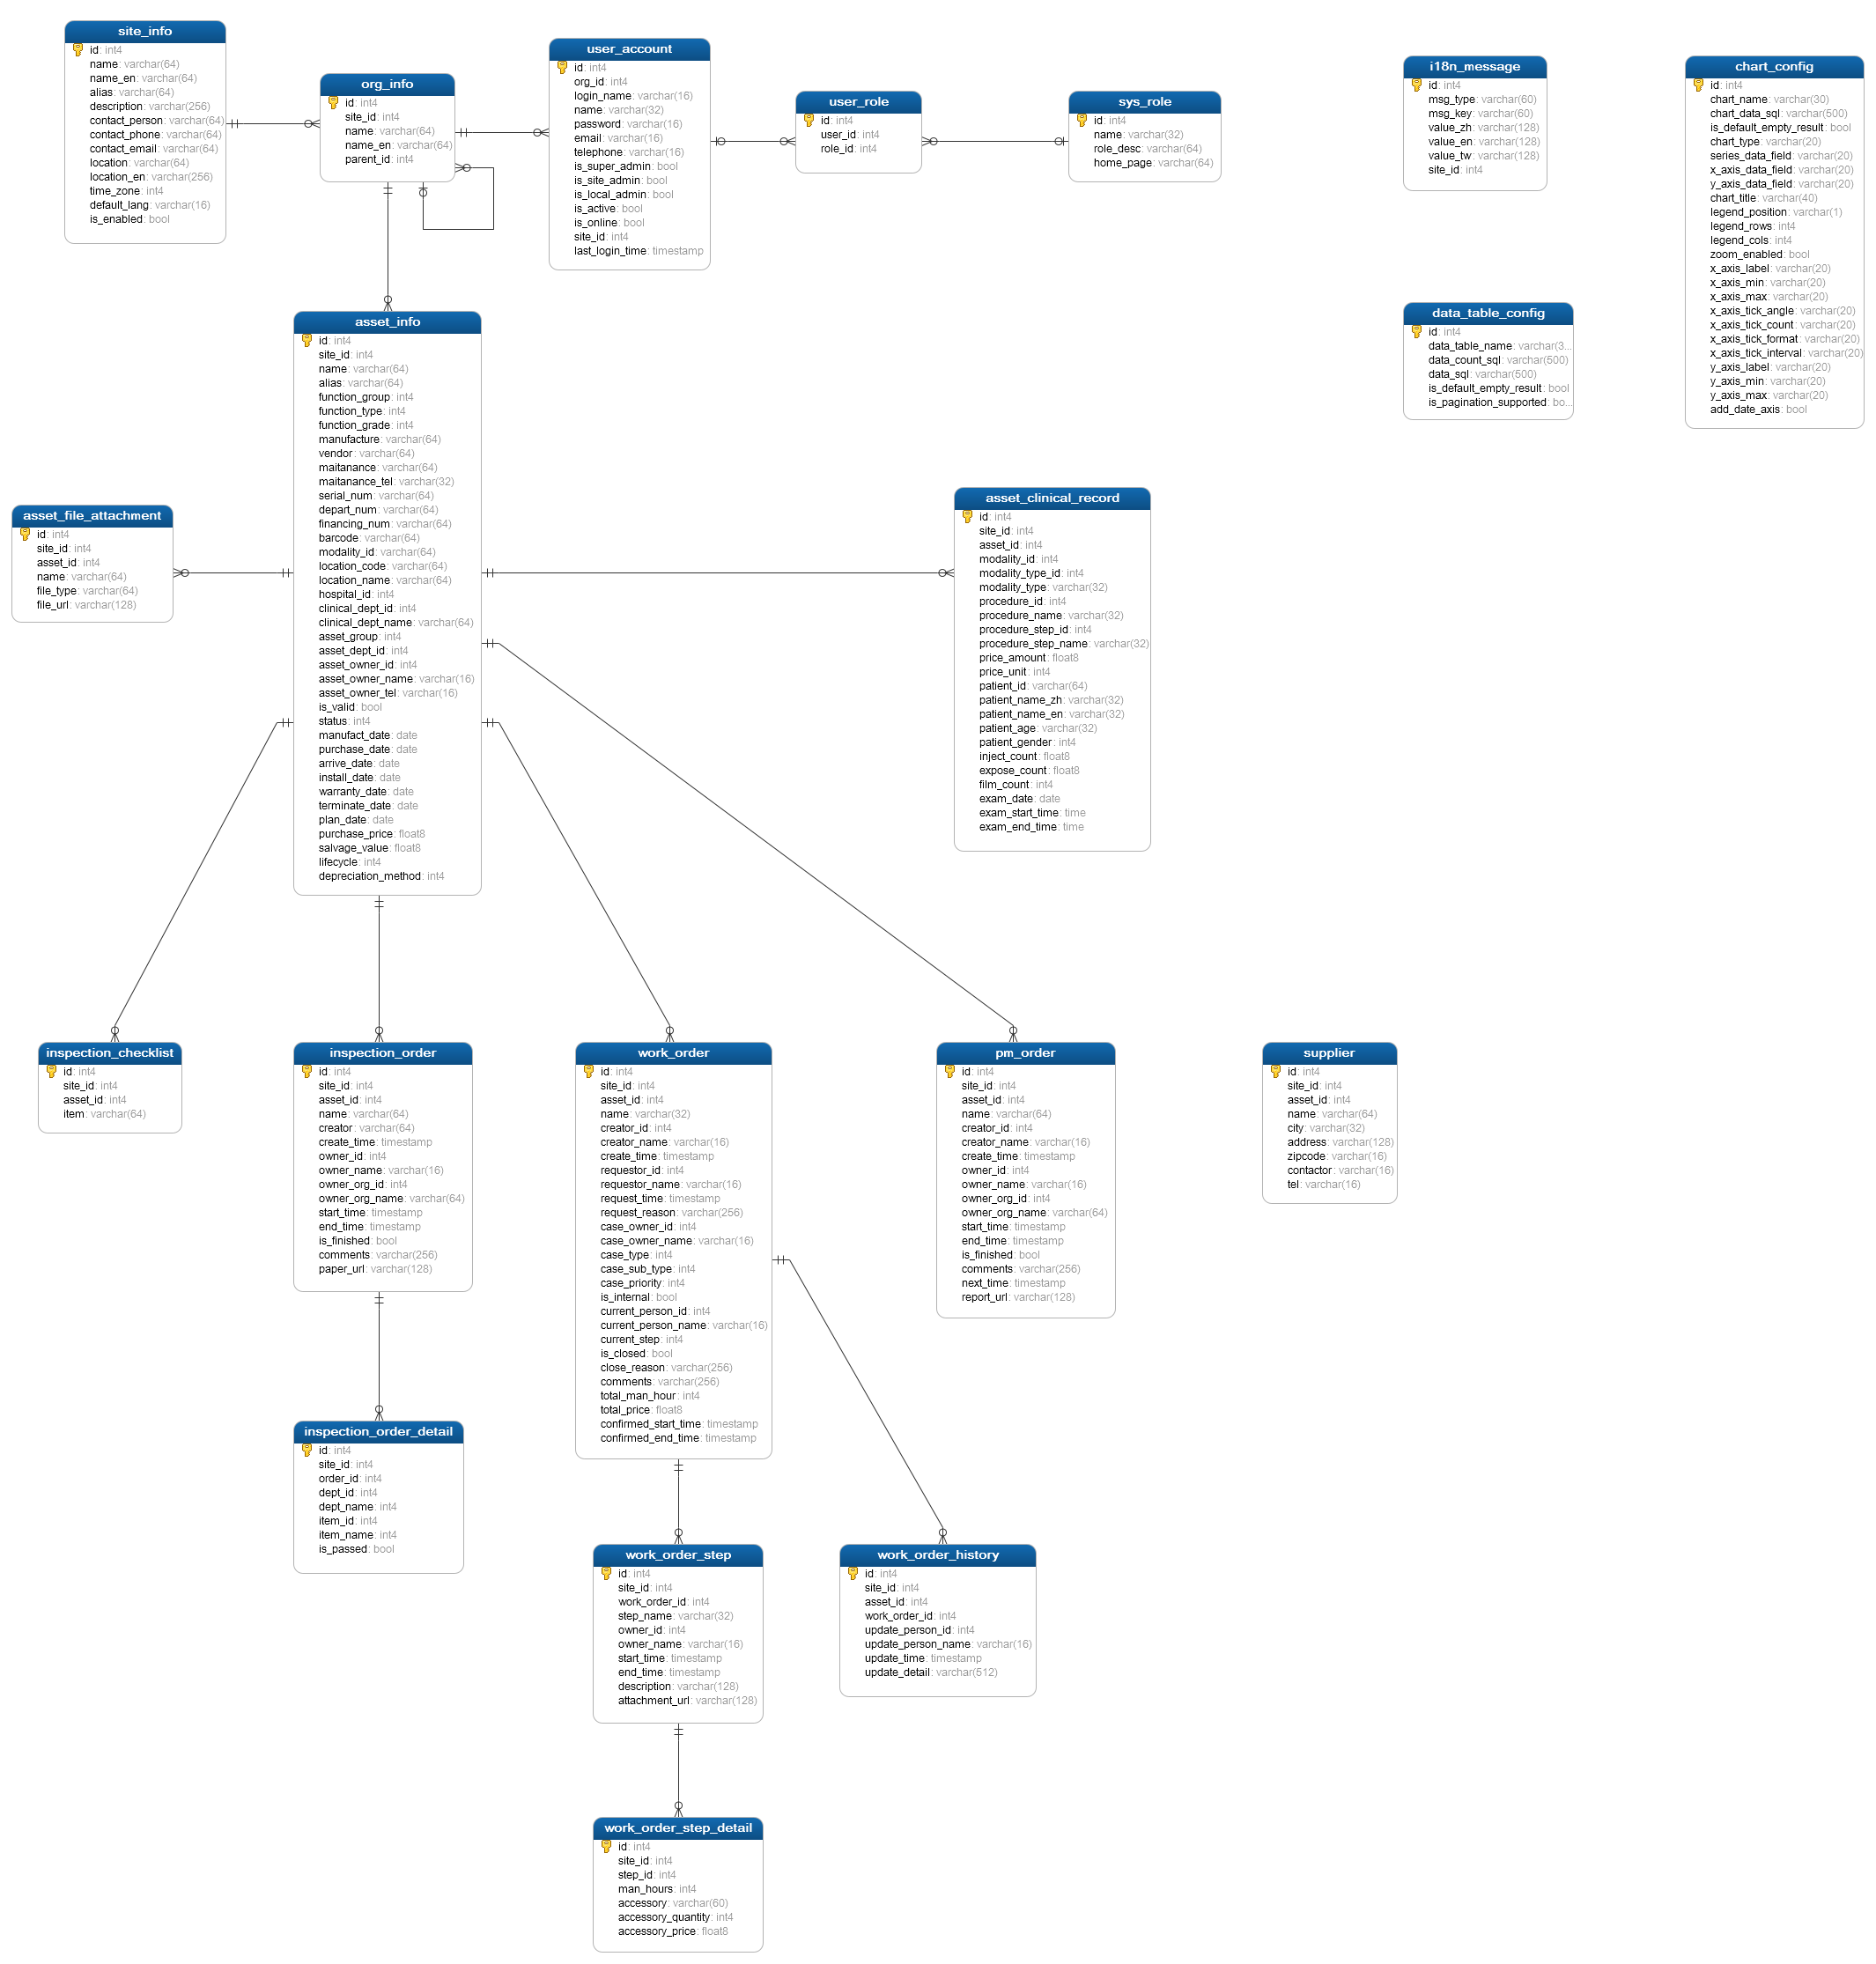 site_info
id: int4
name: varchar(64)
name_en: varchar(64)
alias: varchar(64)
description: varchar(256)
contact_person: varchar(64)
contact_phone: varchar(64)
contact_email: varchar(64)
location: varchar(64)
location_en: varchar(256)
time_zone: int4
default_lang: varchar(16)
is_enabled: bool
org_info
id: int4
site_id: int4
name: varchar(64)
name_en: varchar(64)
parent_id: int4
user_account
id: int4
org_id: int4
login_name: varchar(16)
name: varchar(32)
password: varchar(16)
email: varchar(16)
telephone: varchar(16)
is_super_admin: bool
is_site_admin: bool
is_local_admin: bool
is_active: bool
is_online: bool
site_id: int4
last_login_time: timestamp
user_role
id: int4
user_id: int4
role_id: int4
sys_role
id: int4
name: varchar(32)
role_desc: varchar(64)
home_page: varchar(64)
i18n_message
id: int4
msg_type: varchar(60)
msg_key: varchar(60)
value_zh: varchar(128)
value_en: varchar(128)
value_tw: varchar(128)
site_id: int4
chart_config
id: int4
chart_name: varchar(30)
chart_data_sql: varchar(500)
is_default_empty_result: bool
chart_type: varchar(20)
series_data_field: varchar(20)
x_axis_data_field: varchar(20)
y_axis_data_field: varchar(20)
chart_title: varchar(40)
legend_position: varchar(1)
legend_rows: int4
legend_cols: int4
zoom_enabled: bool
x_axis_label: varchar(20)
x_axis_min: varchar(20)
x_axis_max: varchar(20)
x_axis_tick_angle: varchar(20)
x_axis_tick_count: varchar(20)
x_axis_tick_format: varchar(20)
x_axis_tick_interval: varchar(20)
y_axis_label: varchar(20)
y_axis_min: varchar(20)
y_axis_max: varchar(20)
add_date_axis: bool
data_table_config
id: int4
data_table_name: varchar(3...
data_count_sql: varchar(500)
data_sql: varchar(500)
is_default_empty_result: bool
is_pagination_supported: bo...
asset_info
id: int4
site_id: int4
name: varchar(64)
alias: varchar(64)
function_group: int4
function_type: int4
function_grade: int4
manufacture: varchar(64)
vendor: varchar(64)
maitanance: varchar(64)
maitanance_tel: varchar(32)
serial_num: varchar(64)
depart_num: varchar(64)
financing_num: varchar(64)
barcode: varchar(64)
modality_id: varchar(64)
location_code: varchar(64)
location_name: varchar(64)
hospital_id: int4
clinical_dept_id: int4
clinical_dept_name: varchar(64)
asset_group: int4
asset_dept_id: int4
asset_owner_id: int4
asset_owner_name: varchar(16)
asset_owner_tel: varchar(16)
is_valid: bool
status: int4
manufact_date: date
purchase_date: date
arrive_date: date
install_date: date
warranty_date: date
terminate_date: date
plan_date: date
purchase_price: float8
salvage_value: float8
lifecycle: int4
depreciation_method: int4
asset_file_attachment
id: int4
site_id: int4
asset_id: int4
name: varchar(64)
file_type: varchar(64)
file_url: varchar(128)
asset_clinical_record
id: int4
site_id: int4
asset_id: int4
modality_id: int4
modality_type_id: int4
modality_type: varchar(32)
procedure_id: int4
procedure_name: varchar(32)
procedure_step_id: int4
procedure_step_name: varchar(32)
price_amount: float8
price_unit: int4
patient_id: varchar(64)
patient_name_zh: varchar(32)
patient_name_en: varchar(32)
patient_age: varchar(32)
patient_gender: int4
inject_count: float8
expose_count: float8
film_count: int4
exam_date: date
exam_start_time: time
exam_end_time: time
inspection_checklist
id: int4
site_id: int4
asset_id: int4
item: varchar(64)
inspection_order
id: int4
site_id: int4
asset_id: int4
name: varchar(64)
creator: varchar(64)
create_time: timestamp
owner_id: int4
owner_name: varchar(16)
owner_org_id: int4
owner_org_name: varchar(64)
start_time: timestamp
end_time: timestamp
is_finished: bool
comments: varchar(256)
paper_url: varchar(128)
work_order
id: int4
site_id: int4
asset_id: int4
name: varchar(32)
creator_id: int4
creator_name: varchar(16)
create_time: timestamp
requestor_id: int4
requestor_name: varchar(16)
request_time: timestamp
request_reason: varchar(256)
case_owner_id: int4
case_owner_name: varchar(16)
case_type: int4
case_sub_type: int4
case_priority: int4
is_internal: bool
current_person_id: int4
current_person_name: varchar(16)
current_step: int4
is_closed: bool
close_reason: varchar(256)
comments: varchar(256)
total_man_hour: int4
total_price: float8
confirmed_start_time: timestamp
confirmed_end_time: timestamp
pm_order
id: int4
site_id: int4
asset_id: int4
name: varchar(64)
creator_id: int4
creator_name: varchar(16)
create_time: timestamp
owner_id: int4
owner_name: varchar(16)
owner_org_id: int4
owner_org_name: varchar(64)
start_time: timestamp
end_time: timestamp
is_finished: bool
comments: varchar(256)
next_time: timestamp
report_url: varchar(128)
supplier
id: int4
site_id: int4
asset_id: int4
name: varchar(64)
city: varchar(32)
address: varchar(128)
zipcode: varchar(16)
contactor: varchar(16)
tel: varchar(16)
inspection_order_detail
id: int4
site_id: int4
order_id: int4
dept_id: int4
dept_name: int4
item_id: int4
item_name: int4
is_passed: bool
work_order_step
id: int4
site_id: int4
work_order_id: int4
step_name: varchar(32)
owner_id: int4
owner_name: varchar(16)
start_time: timestamp
end_time: timestamp
description: varchar(128)
attachment_url: varchar(128)
work_order_history
id: int4
site_id: int4
asset_id: int4
work_order_id: int4
update_person_id: int4
update_person_name: varchar(16)
update_time: timestamp
update_detail: varchar(512)
work_order_step_detail
id: int4
site_id: int4
step_id: int4
man_hours: int4
accessory: varchar(60)
accessory_quantity: int4
accessory_price: float8